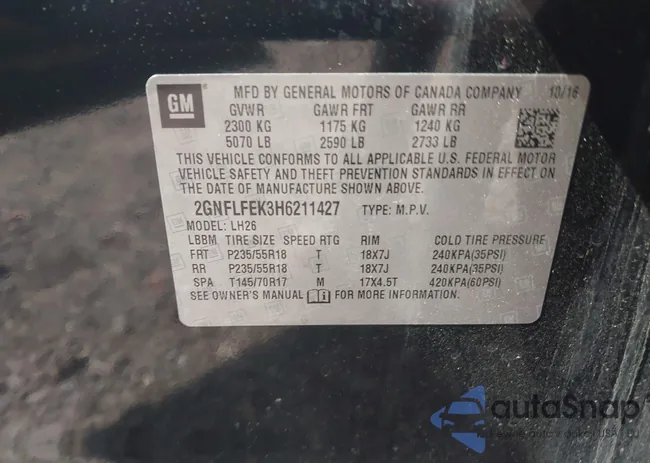 GM
MFD BY GENERAL MOTORS OF CANADA COMPANY 10/16
GVWR GAWR FRT GAWR RR
2300 KG 1175 KG 1240 KG
5070 LB 2590 LB 2733 LB
THIS VEHICLE CONFORMS TO ALL APPLICABLE U.S. FEDERAL MOTOR
VEHICLE SAFETY AND THEFT PREVENTION STANDARDS IN EFFECT ON
THE DATE OF MANUFACTURE SHOWN ABOVE.
2GNFLFEK3H6211427 TYPE: M.P.V.
MODEL: LH26
LBBM TIRE SIZE SPEED RTG RIM COLD TIRE PRESSURE
FRT P235/55R18 T 18X7J 240KPA(35PSI)
RR P235/55R18 T 18X7J 240KPA(35PSI)
SPA T145/70R17 M 17X4.5T 420KPA(60PSI)
SEE OWNER'S MANUAL FOR MORE INFORMATION.
autoSnap